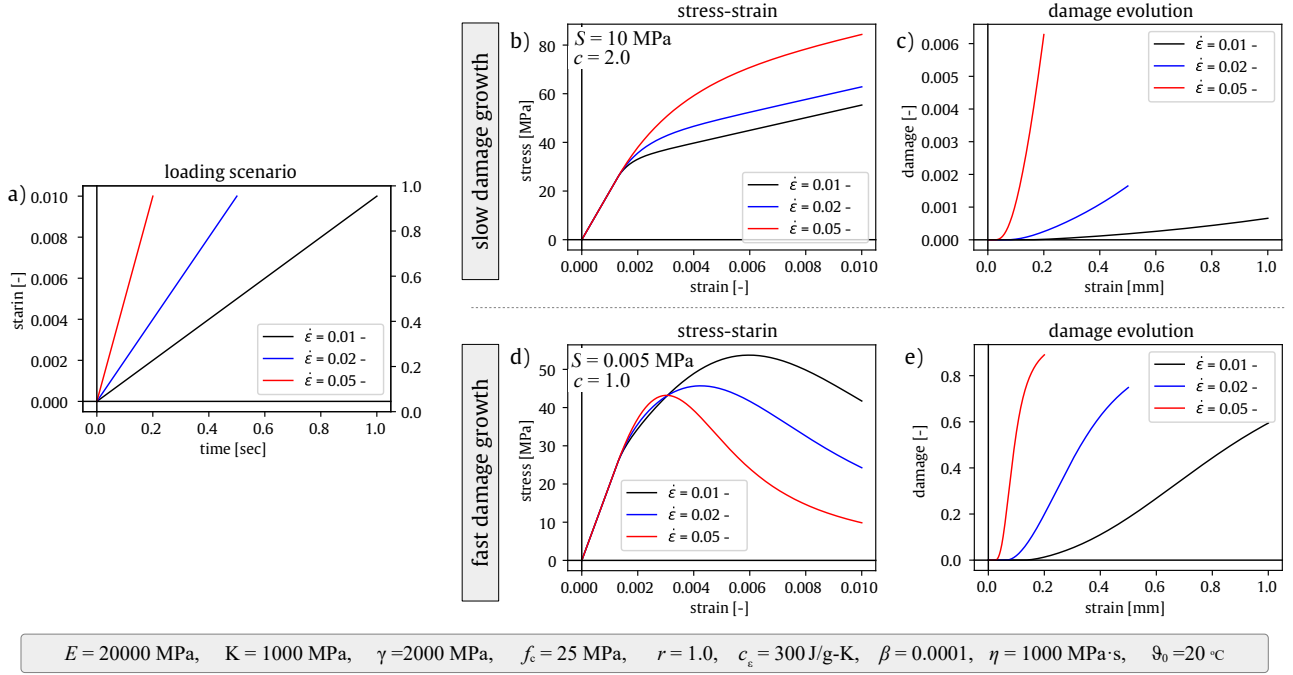 loading scenario
a)
0.010
0.008
0.006
0.004
0.002
0.000
starin [-]
1.0
0.8
0.6
0.4
0.2
0.0
0.0 0.2 0.4 0.6 0.8 1.0
time [sec]
ε̇ = 0.01 -
ε̇ = 0.02 -
ε̇ = 0.05 -
slow damage growth
stress-strain
b)
S = 10 MPa
c = 2.0
80
60
40
20
0
stress [MPa]
ε̇ = 0.01 -
ε̇ = 0.02 -
ε̇ = 0.05 -
0.000 0.002 0.004 0.006 0.008 0.010
strain [-]
damage evolution
c)
0.006
0.005
0.004
0.003
0.002
0.001
0.000
damage [-]
ε̇ = 0.01 -
ε̇ = 0.02 -
ε̇ = 0.05 -
0.0 0.2 0.4 0.6 0.8 1.0
strain [mm]
fast damage growth
stress-starin
d)
S = 0.005 MPa
c = 1.0
50
40
30
20
10
0
stress [MPa]
ε̇ = 0.01 -
ε̇ = 0.02 -
ε̇ = 0.05 -
0.000 0.002 0.004 0.006 0.008 0.010
strain [-]
damage evolution
e)
0.8
0.6
0.4
0.2
0.0
damage [-]
ε̇ = 0.01 -
ε̇ = 0.02 -
ε̇ = 0.05 -
0.0 0.2 0.4 0.6 0.8 1.0
strain [mm]
E = 20000 MPa, K = 1000 MPa, γ =2000 MPa, f_c = 25 MPa, r = 1.0, c_ε = 300 J/g-K, β = 0.0001, η = 1000 MPa·s, ϑ_0 =20 °C